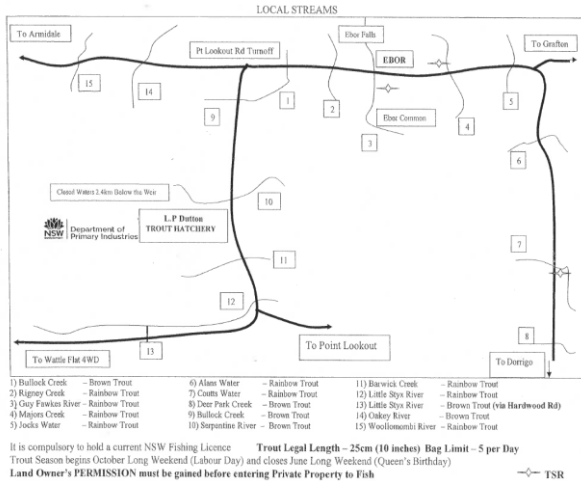 LOCAL STREAMS
To Armidale
Pt Lookout Rd Turnoff
Ebor Falls
EBOR
To Grafton
15
14
9
1
2
Ebor Common
3
4
5
6
Closed Waters 2.4km Below the Weir
10
NSW
Department of
Primary Industries
L.P Dutton
TROUT HATCHERY
11
7
12
8
To Wattle Flat 4WD
13
To Point Lookout
To Dorrigo
1) Bullock Creek – Brown Trout 6) Alans Water – Rainbow Trout 11) Barwick Creek – Rainbow Trout
2) Rigney Creek – Rainbow Trout 7) Coutts Water – Rainbow Trout 12) Little Styx River – Rainbow Trout
3) Guy Fawkes River – Rainbow Trout 8) Deer Park Creek – Brown Trout 13) Little Styx River – Brown Trout (via Hardwood Rd)
4) Majors Creek – Rainbow Trout 9) Bullock Creek – Brown Trout 14) Oakey River – Rainbow Trout
5) Jocks Water – Rainbow Trout 10) Serpentine River – Brown Trout 15) Woollomombi River – Rainbow Trout
It is compulsory to hold a current NSW Fishing Licence Trout Legal Length – 25cm (10 inches) Bag Limit – 5 per Day
Trout Season begins October Long Weekend (Labour Day) and closes June Long Weekend (Queen's Birthday)
Land Owner's PERMISSION must be gained before entering Private Property to Fish TSR